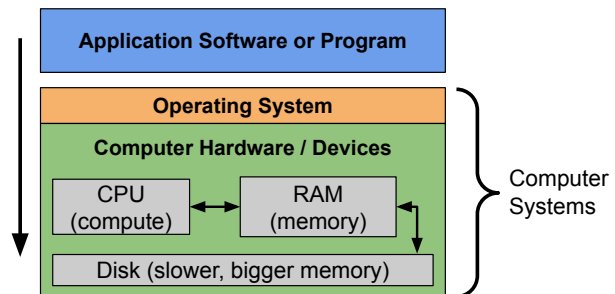 Application Software or Program
Operating System
Computer Hardware / Devices
CPU
(compute)
RAM
(memory)
Disk (slower, bigger memory)
Computer
Systems